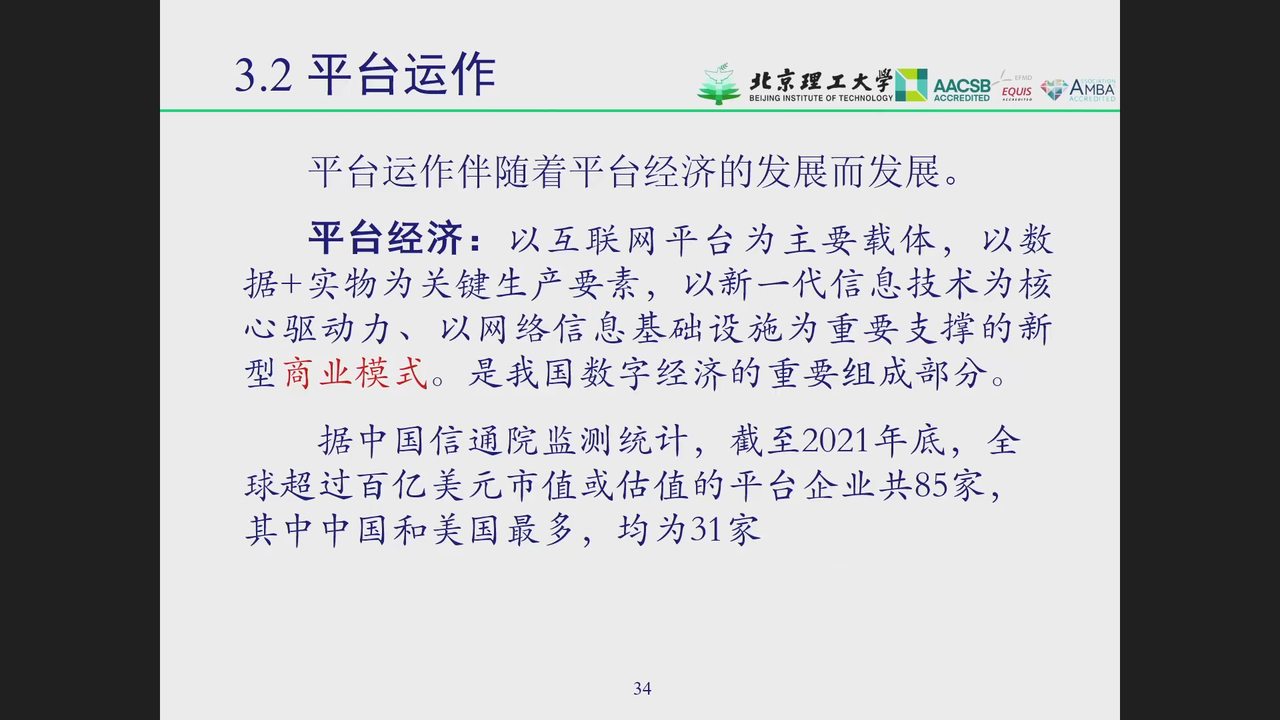 3.2 平台运作
北京理工大学
BEIJING INSTITUTE OF TECHNOLOGY
AACSB
ACCREDITED
EFMD
EQUIS
ACCREDITED
ASSOCIATION
AMBA
ACCREDITED
平台运作伴随着平台经济的发展而发展。
平台经济：以互联网平台为主要载体，以数
据+实物为关键生产要素，以新一代信息技术为核
心驱动力、以网络信息基础设施为重要支撑的新
型商业模式。是我国数字经济的重要组成部分。
据中国信通院监测统计，截至2021年底，全
球超过百亿美元市值或估值的平台企业共85家，
其中中国和美国最多，均为31家
34